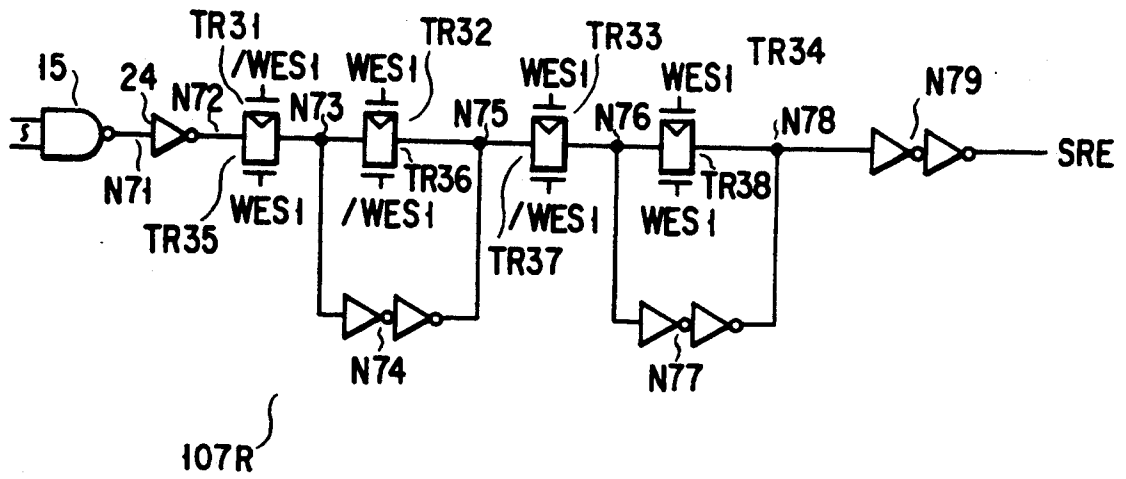 TR31
TR32
TR33
TR34
15
24
/WES1
WES1
WES1
WES1
N72
N73
N75
N76
N78
N79
S
SRE
N71
TR36
TR38
WES1
/WES1
/WES1
WES1
TR35
TR37
N74
N77
107R